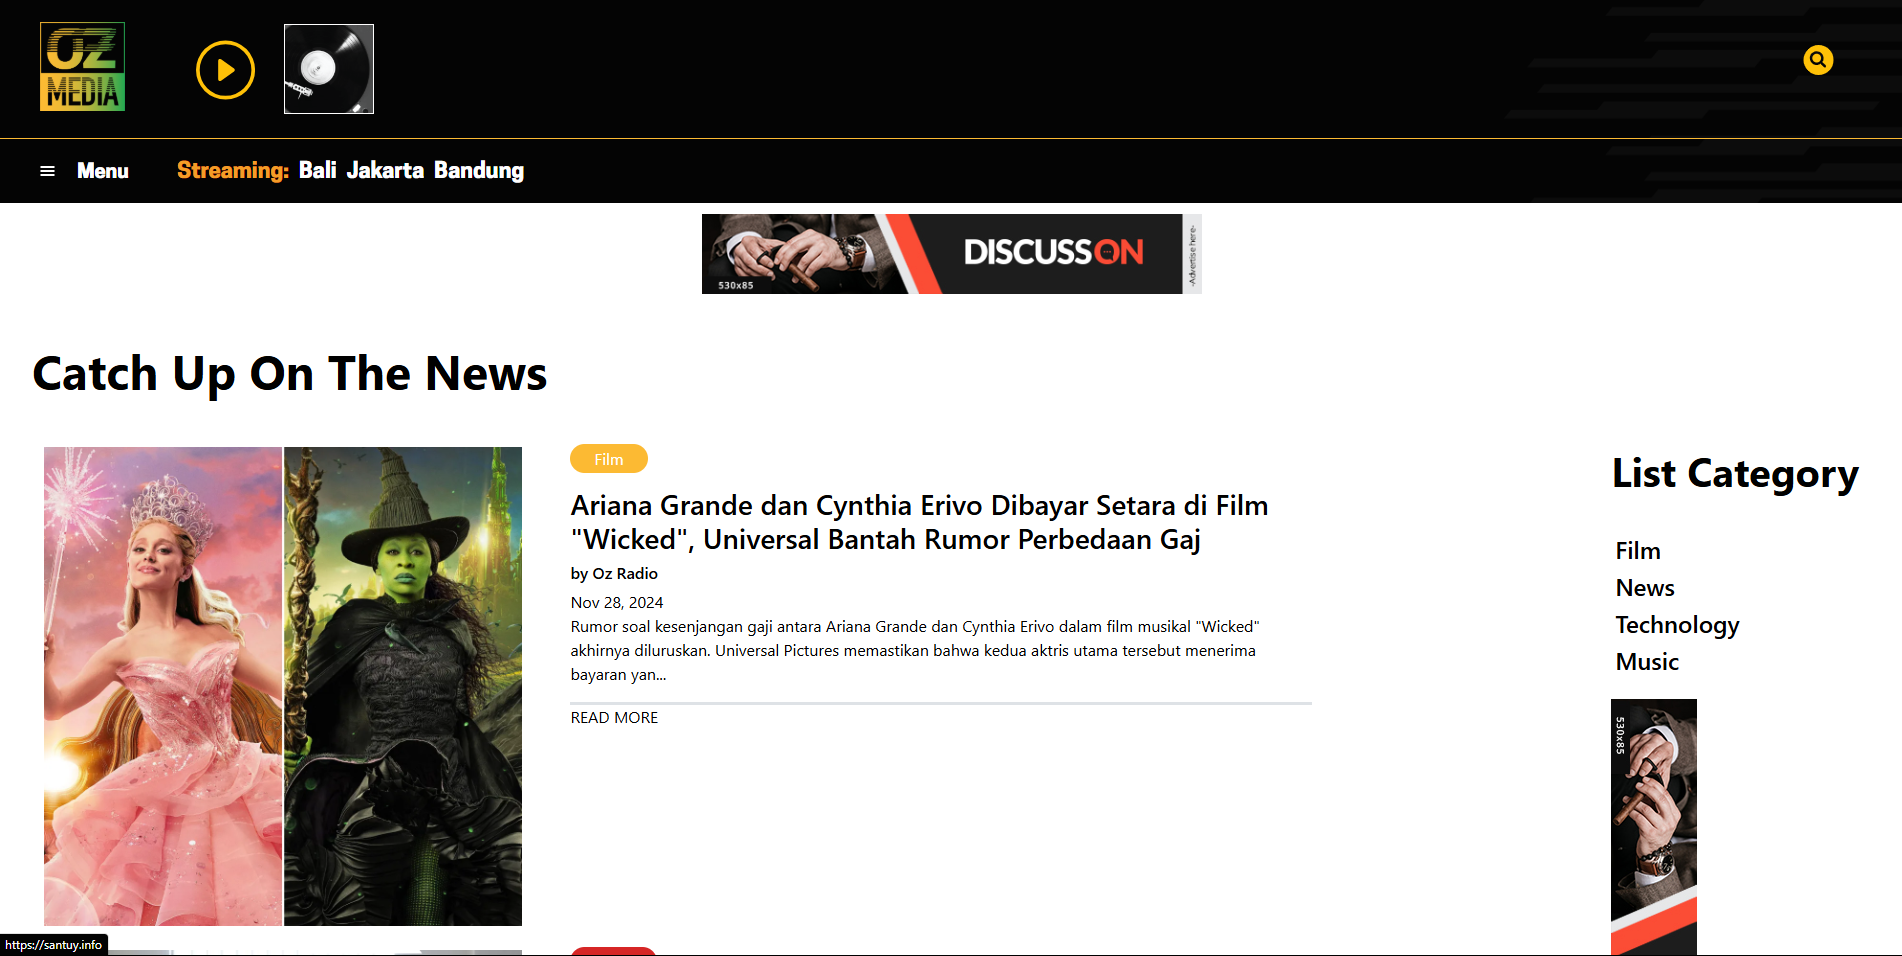 OZ
MEDIA
Menu
Streaming: Bali Jakarta Bandung
530x85
DISCUSSON
-Advertise here-
Catch Up On The News
Film
Ariana Grande dan Cynthia Erivo Dibayar Setara di Film
"Wicked", Universal Bantah Rumor Perbedaan Gaj
by Oz Radio
Nov 28, 2024
Rumor soal kesenjangan gaji antara Ariana Grande dan Cynthia Erivo dalam film musikal "Wicked"
akhirnya diluruskan. Universal Pictures memastikan bahwa kedua aktris utama tersebut menerima
bayaran yan...
READ MORE
List Category
Film
News
Technology
Music
530x85
https://santuy.info